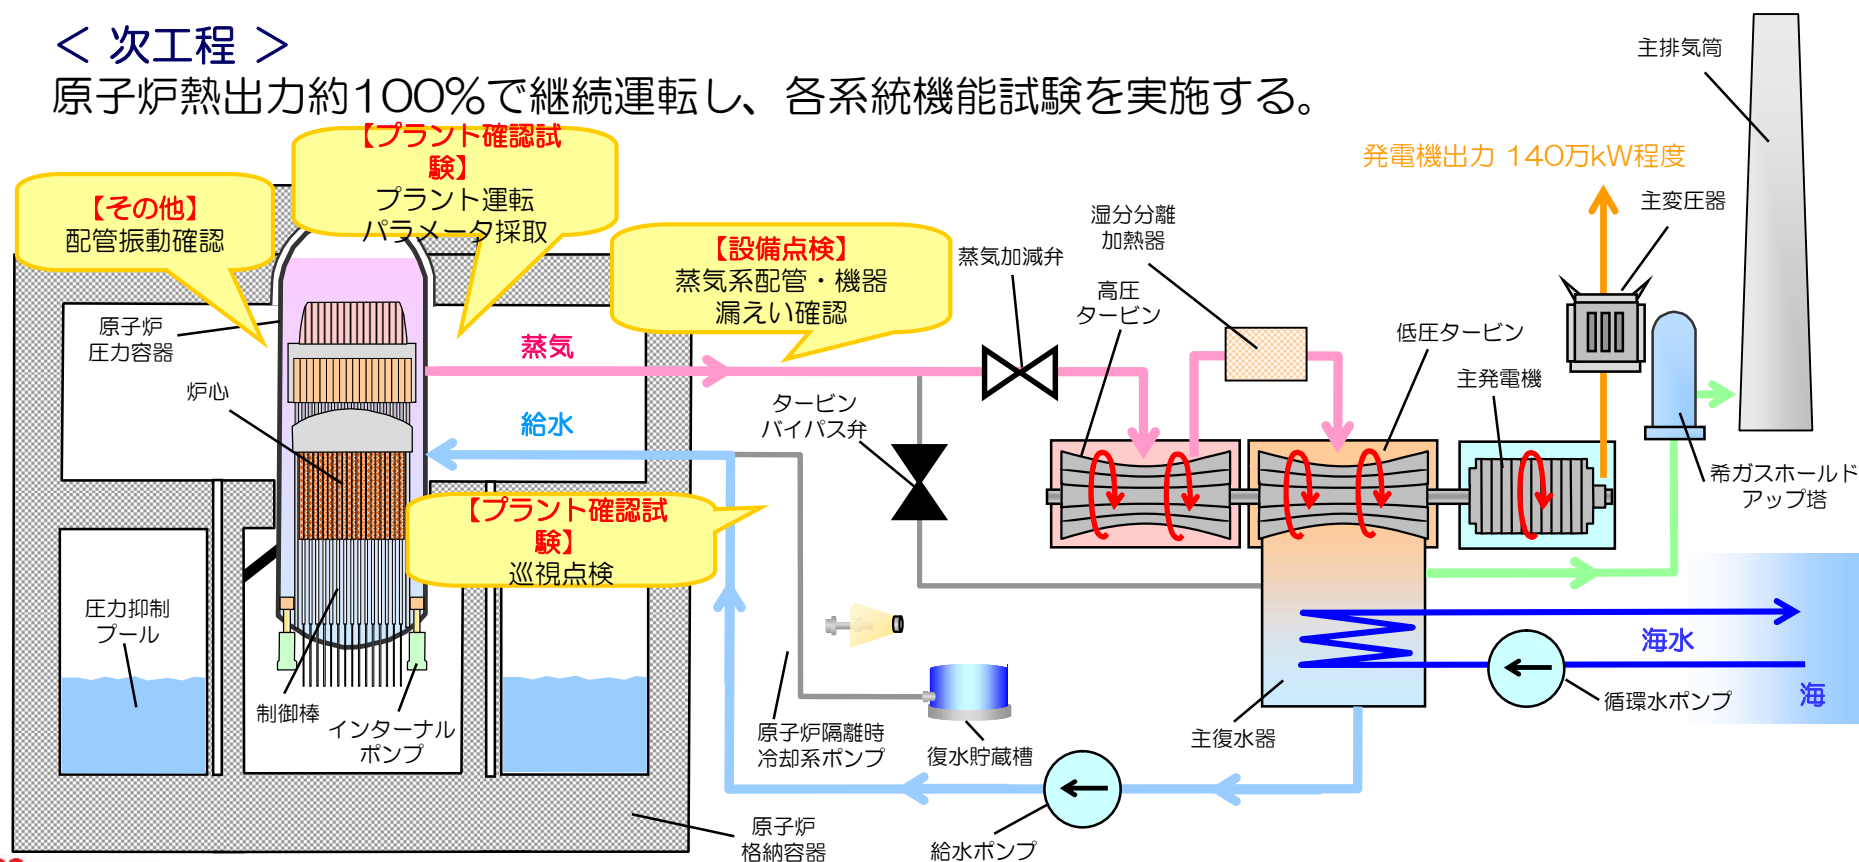 ＜ 次工程 ＞
原子炉熱出力約100%で継続運転し、各系統機能試験を実施する。
主排気筒
【プラント確認試
験】
プラント運転
パラメータ採取
【その他】
配管振動確認
【設備点検】
蒸気系配管・機器
漏えい確認
発電機出力 140万kW程度
主変圧器
湿分分離
加熱器
蒸気加減弁
高圧
タービン
低圧タービン
主発電機
原子炉
圧力容器
蒸気
炉心
給水
タービン
バイパス弁
希ガスホールド
アップ塔
【プラント確認試
験】
巡視点検
圧力抑制
プール
制御棒
インターナル
ポンプ
原子炉隔離時
冷却系ポンプ
復水貯蔵槽
主復水器
海水
循環水ポンプ
海
給水ポンプ
原子炉
格納容器